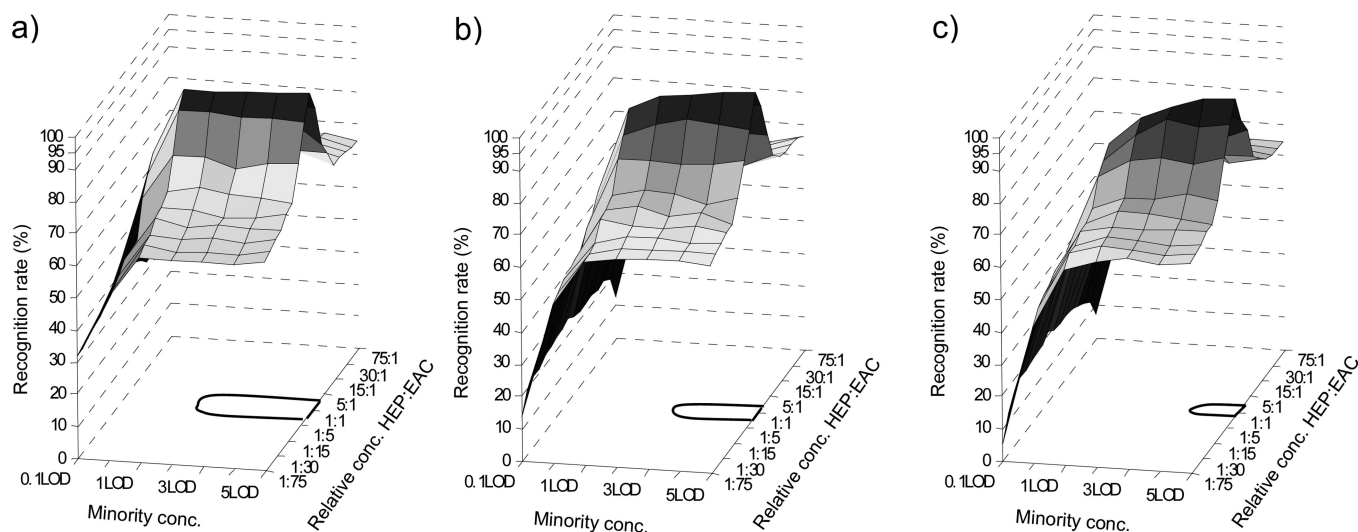 a)
Recognition rate (%)
100
95
90
80
70
60
50
40
30
20
10
0
0.1LOD
1LOD
3LOD
5LOD
Minority conc.
75:1
30:1
15:1
5:1
1:1
1:5
1:15
1:30
1:75
Relative conc. HEP:EAC
b)
Recognition rate (%)
100
95
90
80
70
60
50
40
30
20
10
0
0.1LOD
1LOD
3LOD
5LOD
Minority conc.
75:1
30:1
15:1
5:1
1:1
1:5
1:15
1:30
1:75
Relative conc. HEP:EAC
c)
Recognition rate (%)
100
95
90
80
70
60
50
40
30
20
10
0
0.1LOD
1LOD
3LOD
5LOD
Minority conc.
75:1
30:1
15:1
5:1
1:1
1:5
1:15
1:30
1:75
Relative conc. HEP:EAC